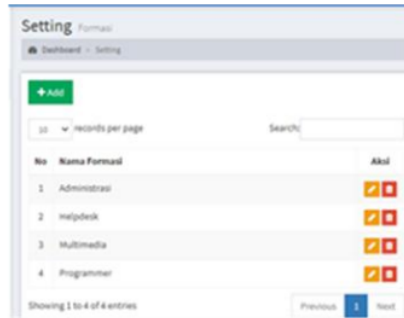 Setting Formasi
Dashboard > Setting
+Add
10 records per page Search:
No Nama Formasi Aksi
1 Administrasi
2 Helpdesk
3 Multimedia
4 Programmer
Showing 1 to 4 of 4 entries Previous 1 Next